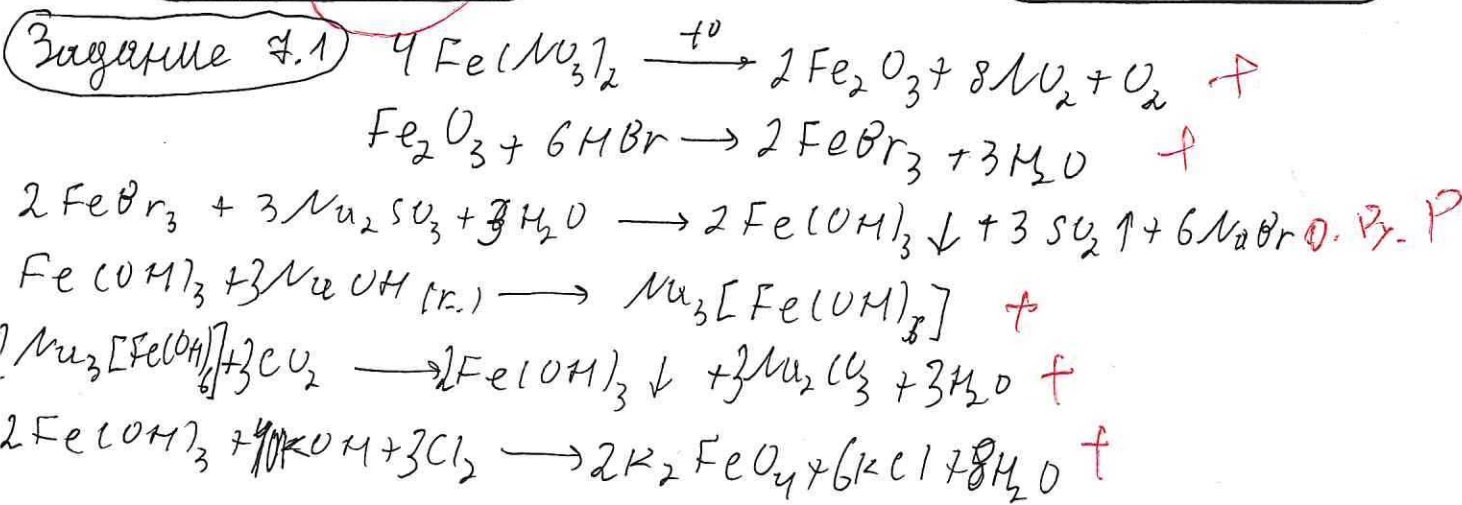 Задание 7.1 4Fe(NO₃)₂ —t°→ 2Fe₂O₃ + 8NO₂ + O₂ +
Fe₂O₃ + 6HBr → 2FeBr₃ + 3H₂O +
2FeBr₃ + 3Na₂SO₃ + 3H₂O → 2Fe(OH)₃↓ + 3SO₂↑ + 6NaBr
Fe(OH)₃ + 3NaOH (к.) → Na₃[Fe(OH)₆] +
2Na₃[Fe(OH)₆] + 3CO₂ → 2Fe(OH)₃↓ + 3Na₂CO₃ + 3H₂O +
2Fe(OH)₃ + 10KOH + 3Cl₂ → 2K₂FeO₄ + 6KCl + 8H₂O +